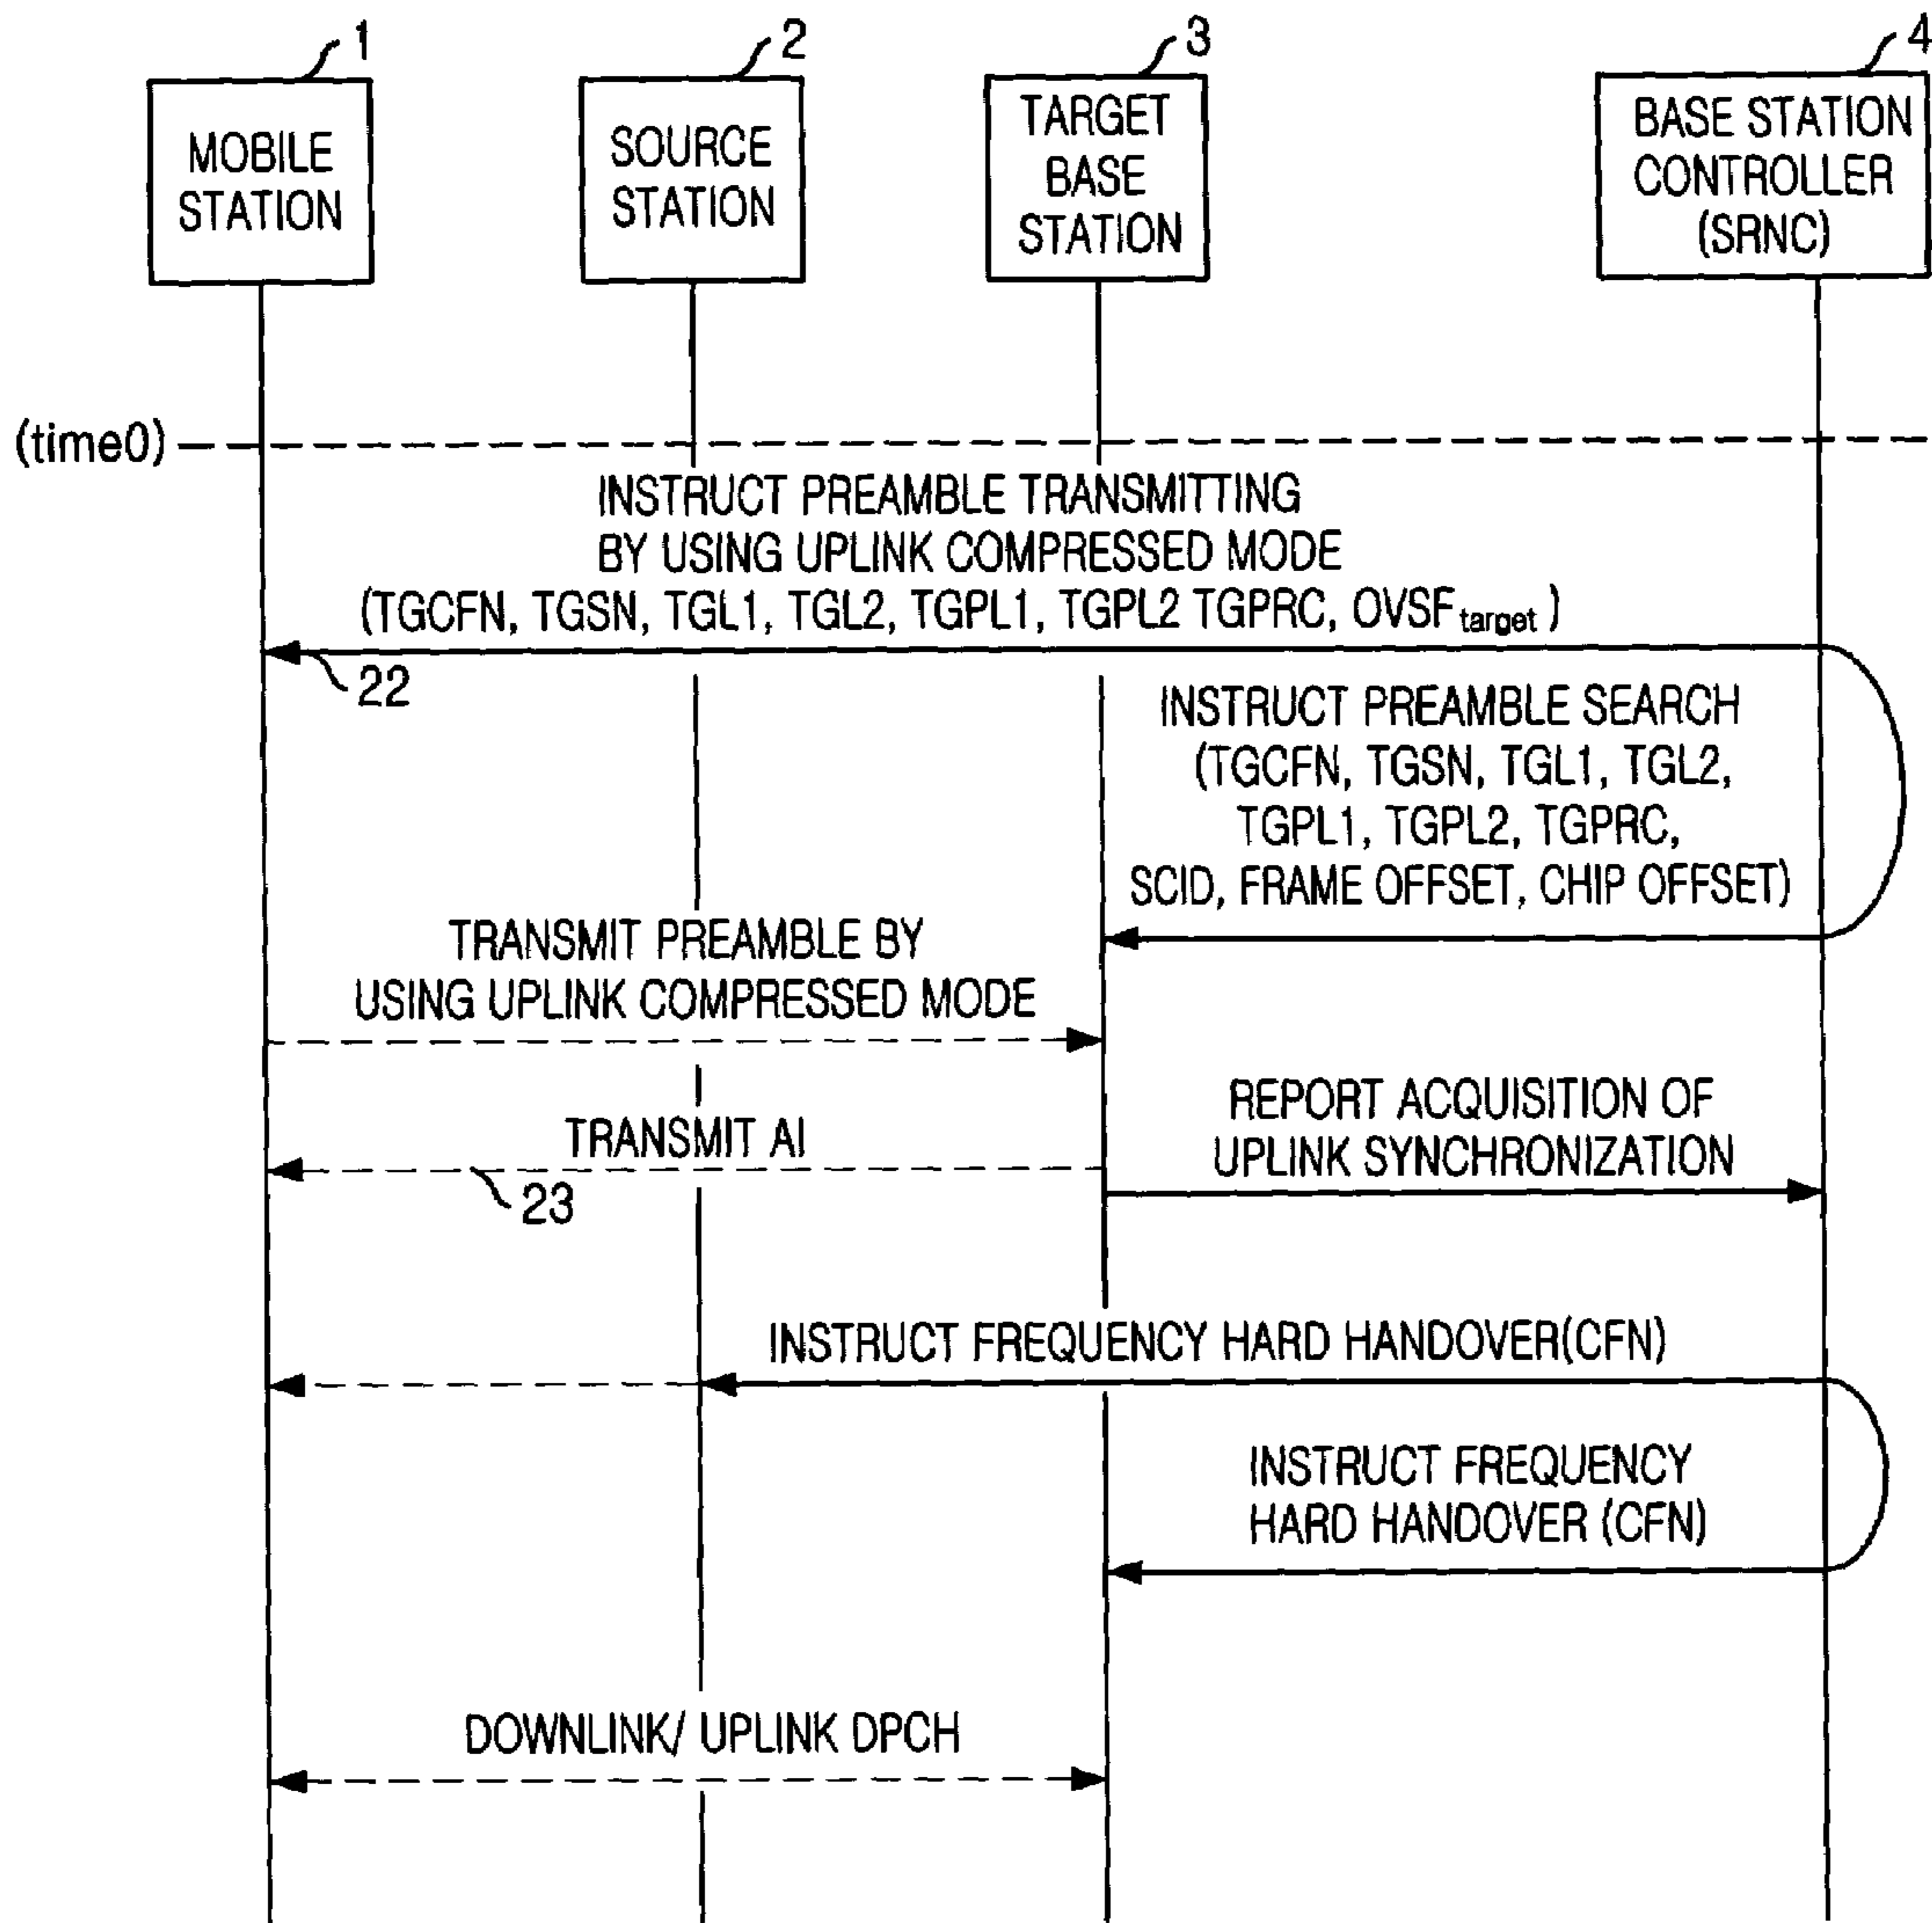 1
2
3
4
MOBILE
STATION
SOURCE
STATION
TARGET
BASE
STATION
BASE STATION
CONTROLLER
(SRNC)
(time0)
INSTRUCT PREAMBLE TRANSMITTING
BY USING UPLINK COMPRESSED MODE
(TGCFN, TGSN, TGL1, TGL2, TGPL1, TGPL2 TGPRC, OVSFtarget )
22
INSTRUCT PREAMBLE SEARCH
(TGCFN, TGSN, TGL1, TGL2,
TGPL1, TGPL2, TGPRC,
SCID, FRAME OFFSET, CHIP OFFSET)
TRANSMIT PREAMBLE BY
USING UPLINK COMPRESSED MODE
TRANSMIT AI
23
REPORT ACQUISITION OF
UPLINK SYNCHRONIZATION
INSTRUCT FREQUENCY HARD HANDOVER(CFN)
INSTRUCT FREQUENCY
HARD HANDOVER (CFN)
DOWNLINK/ UPLINK DPCH